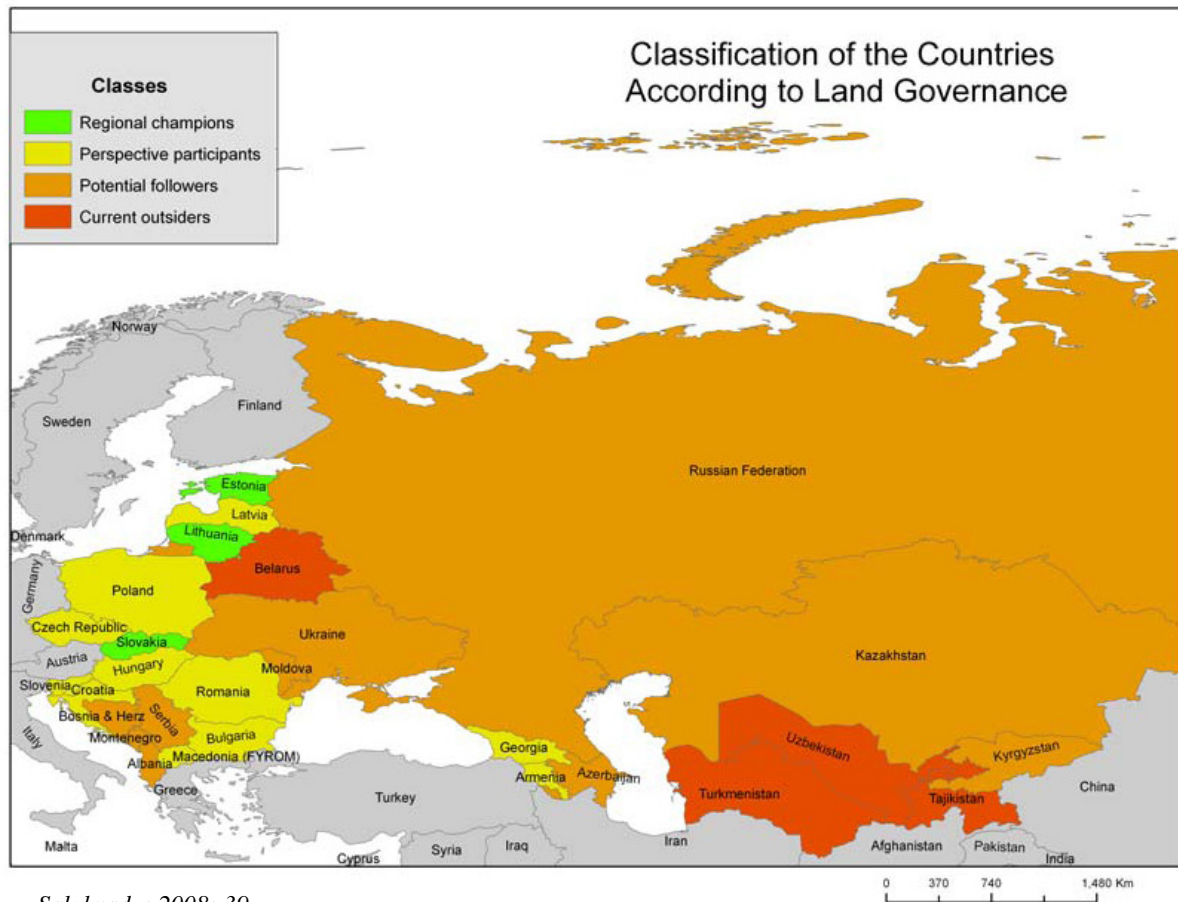 Classification of the Countries
According to Land Governance
Classes
Regional champions
Perspective participants
Potential followers
Current outsiders
Norway
Sweden
Finland
Russian Federation
Estonia
Latvia
Lithuania
Denmark
Belarus
Germany
Poland
Czech Republic
Slovakia
Ukraine
Austria
Hungary
Moldova
Kazakhstan
Slovenia
Croatia
Romania
Bosnia & Herz
Serbia
Italy
Montenegro
Bulgaria
Georgia
Uzbekistan
Kyrgyzstan
Macedonia (FYROM)
Albania
Armenia
Azerbaijan
Greece
Turkey
Turkmenistan
Tajikistan
China
Malta
Cyprus
Syria
Iraq
Iran
Afghanistan
Pakistan
India
0 370 740 1,480 Km